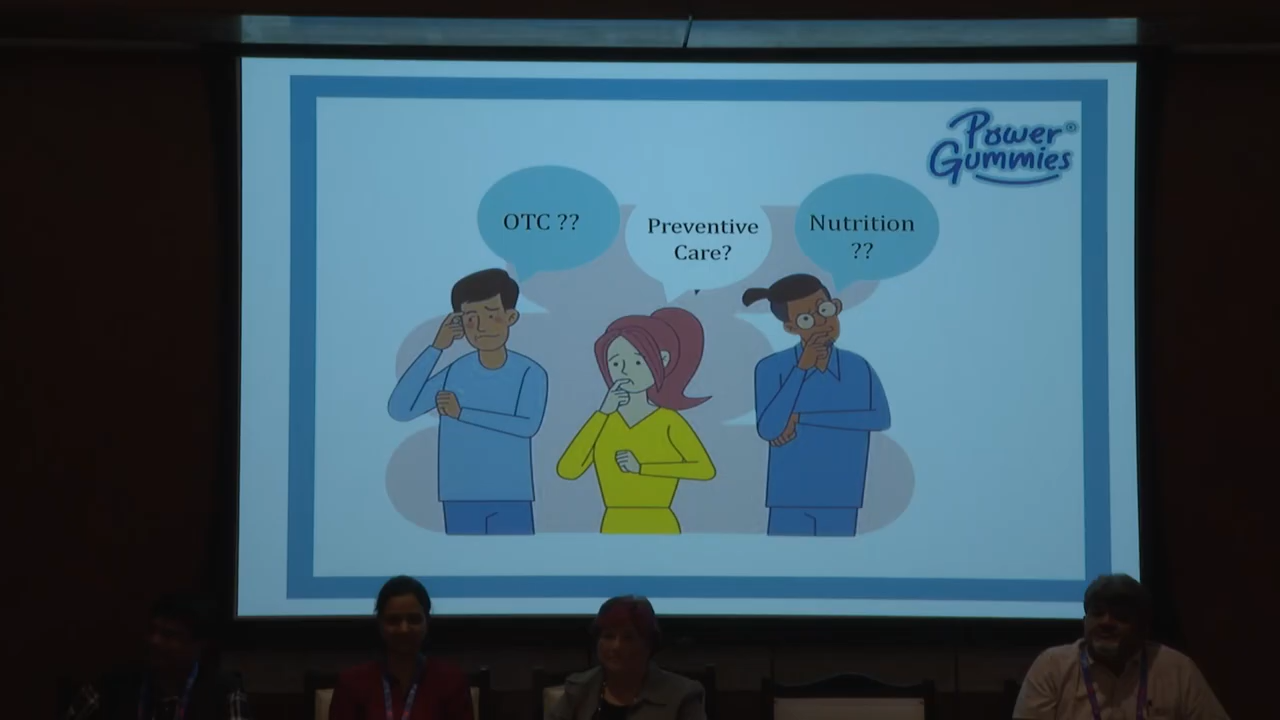 Power®
Gummies
OTC ??
Preventive
Care?
Nutrition
??